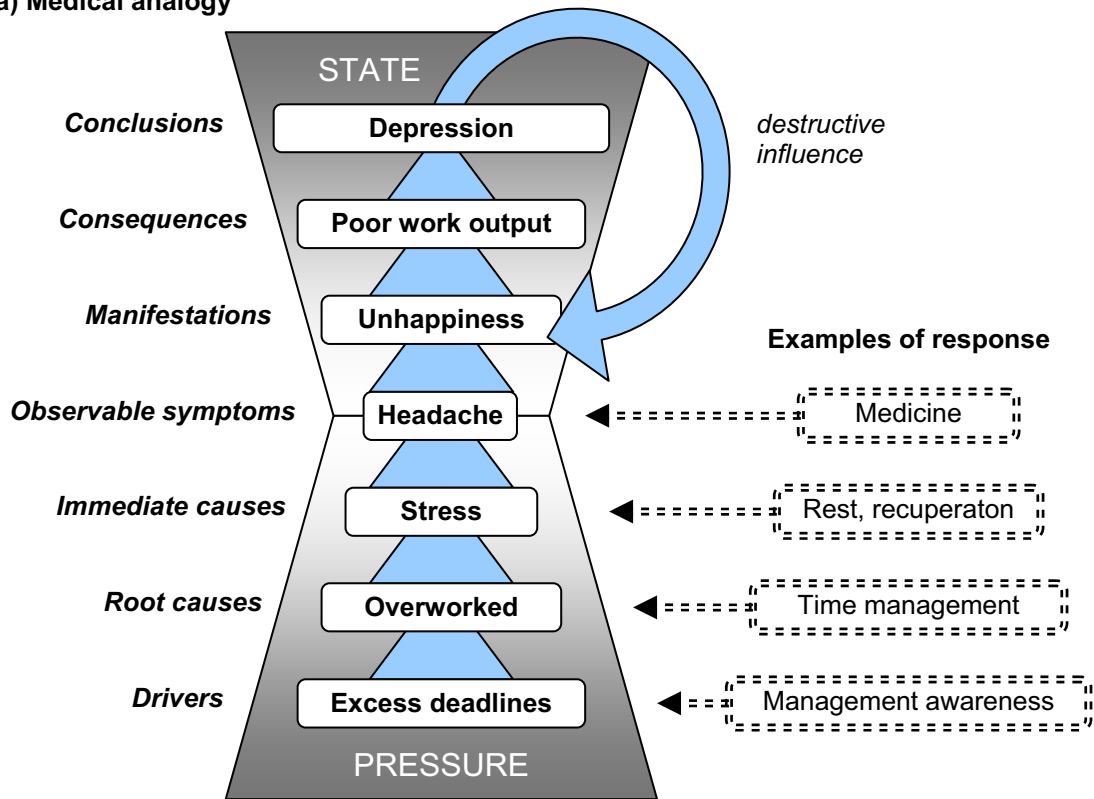 a) Medical analogy
STATE
Conclusions
Depression
destructive
influence
Consequences
Poor work output
Manifestations
Unhappiness
Examples of response
Observable symptoms
Headache
Medicine
Immediate causes
Stress
Rest, recuperaton
Root causes
Overworked
Time management
Drivers
Excess deadlines
Management awareness
PRESSURE